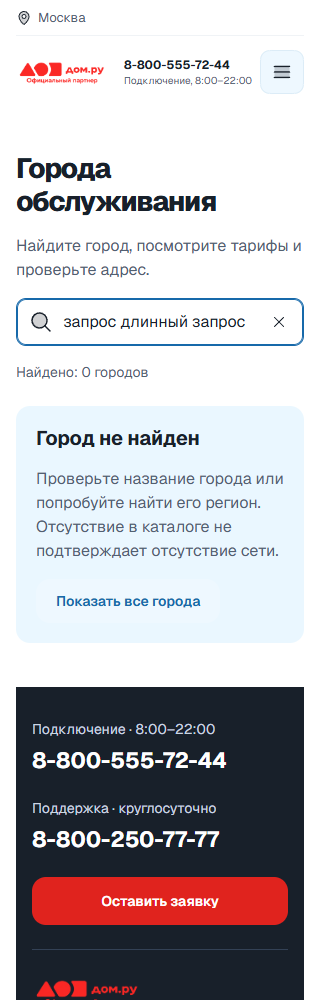 Москва
дом.ру
Официальный партнер
8-800-555-72-44
Подключение, 8:00–22:00
Города
обслуживания
Найдите город, посмотрите тарифы и
проверьте адрес.
запрос длинный запрос
Найдено: 0 городов
Город не найден
Проверьте название города или
попробуйте найти его регион.
Отсутствие в каталоге не
подтверждает отсутствие сети.
Показать все города
Подключение · 8:00–22:00
8-800-555-72-44
Поддержка · круглосуточно
8-800-250-77-77
Оставить заявку
дом.ру